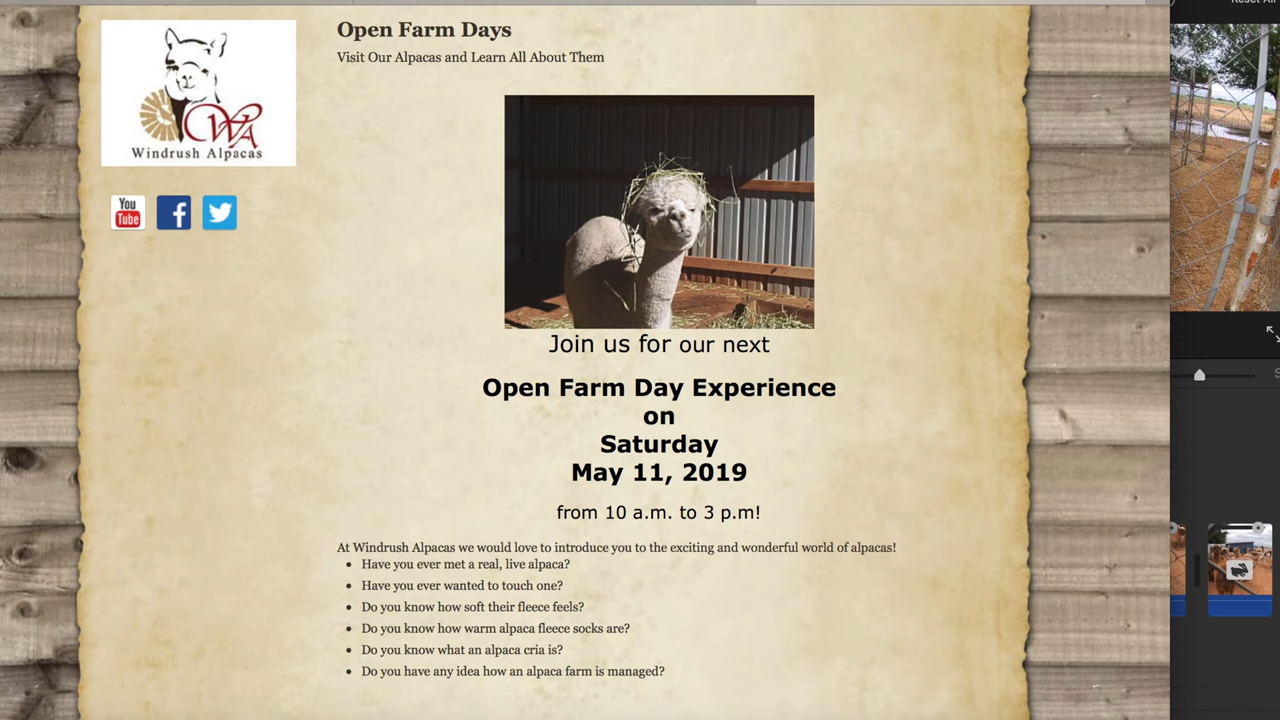 Reset All
Open Farm Days
Visit Our Alpacas and Learn All About Them
WA
Windrush Alpacas
You
Tube
f
Join us for our next
Open Farm Day Experience
on
Saturday
May 11, 2019
from 10 a.m. to 3 p.m!
At Windrush Alpacas we would love to introduce you to the exciting and wonderful world of alpacas!
• Have you ever met a real, live alpaca?
• Have you ever wanted to touch one?
• Do you know how soft their fleece feels?
• Do you know how warm alpaca fleece socks are?
• Do you know what an alpaca cria is?
• Do you have any idea how an alpaca farm is managed?